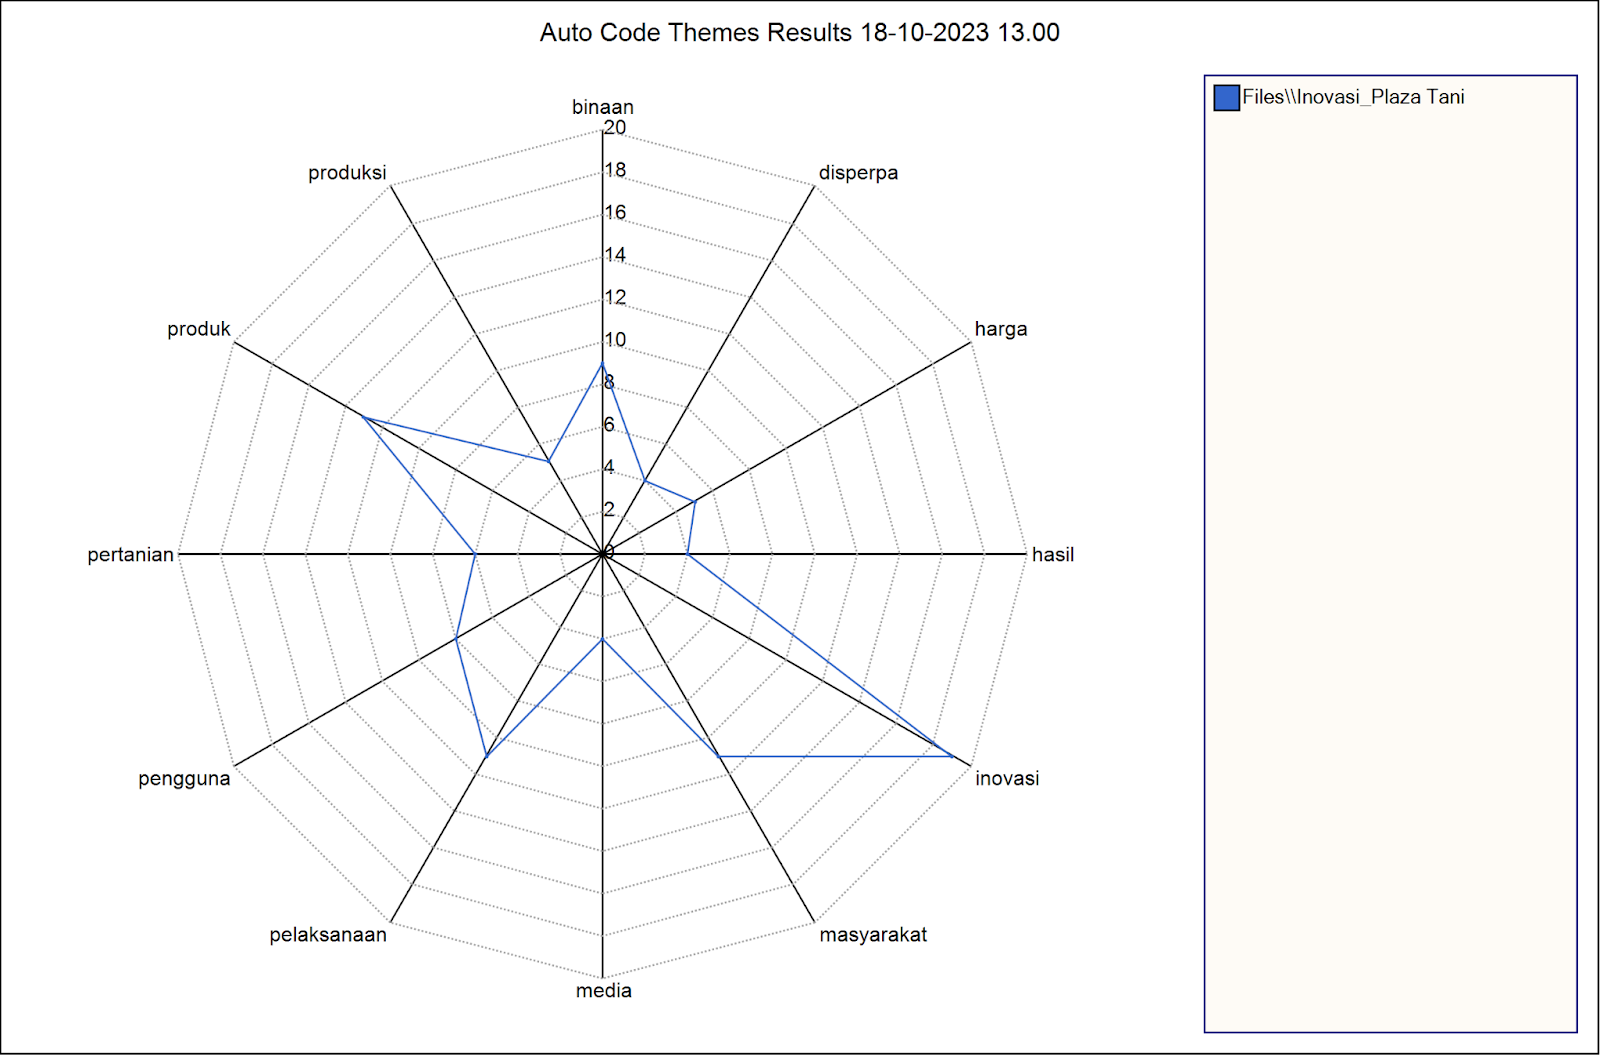 Auto Code Themes Results 18-10-2023 13.00
Files\\Inovasi_Plaza Tani
binaan
20
produksi
disperpa
18
16
14
12
produk
harga
10
8
6
4
2
0
pertanian
hasil
pengguna
inovasi
pelaksanaan
masyarakat
media